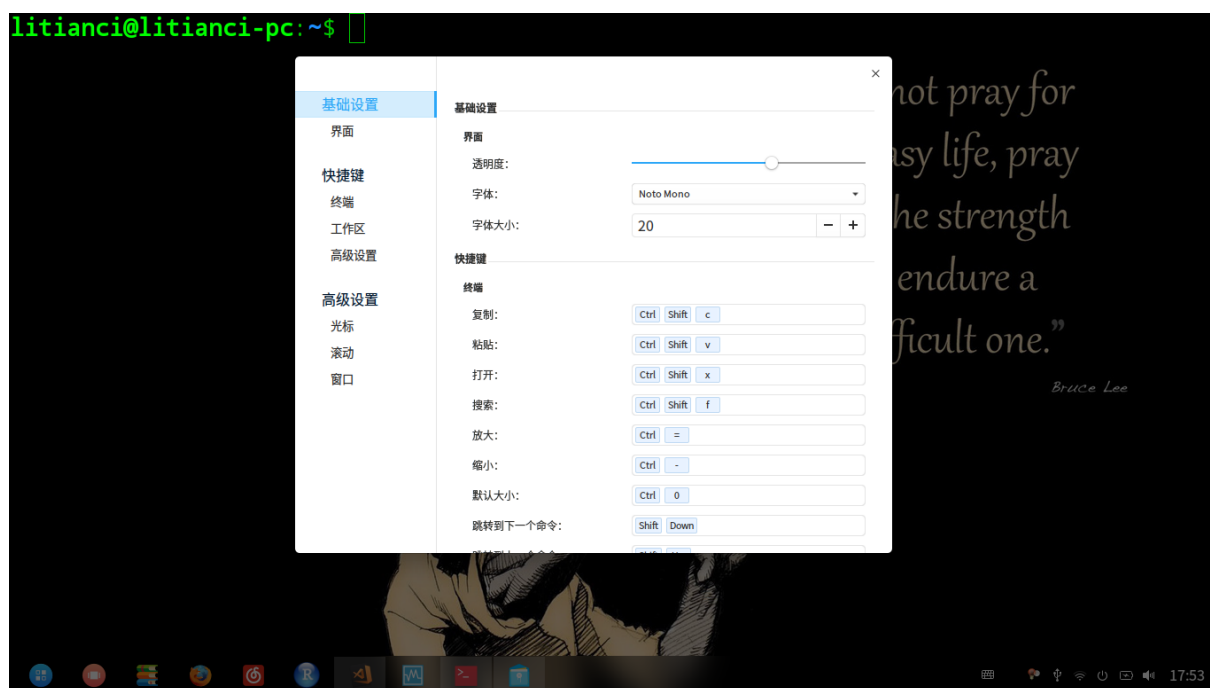 litianci@litianci-pc:~$
×
基础设置
界面
快捷键
终端
工作区
高级设置
高级设置
光标
滚动
窗口
基础设置
界面
透明度:
字体: Noto Mono
字体大小: 20 − +
快捷键
终端
复制: Ctrl Shift c
粘贴: Ctrl Shift v
打开: Ctrl Shift x
搜索: Ctrl Shift f
放大: Ctrl =
缩小: Ctrl -
默认大小: Ctrl 0
跳转到下一个命令: Shift Down
not pray for
life, pray
strength
endure a
one.”
Bruce Lee
17:53